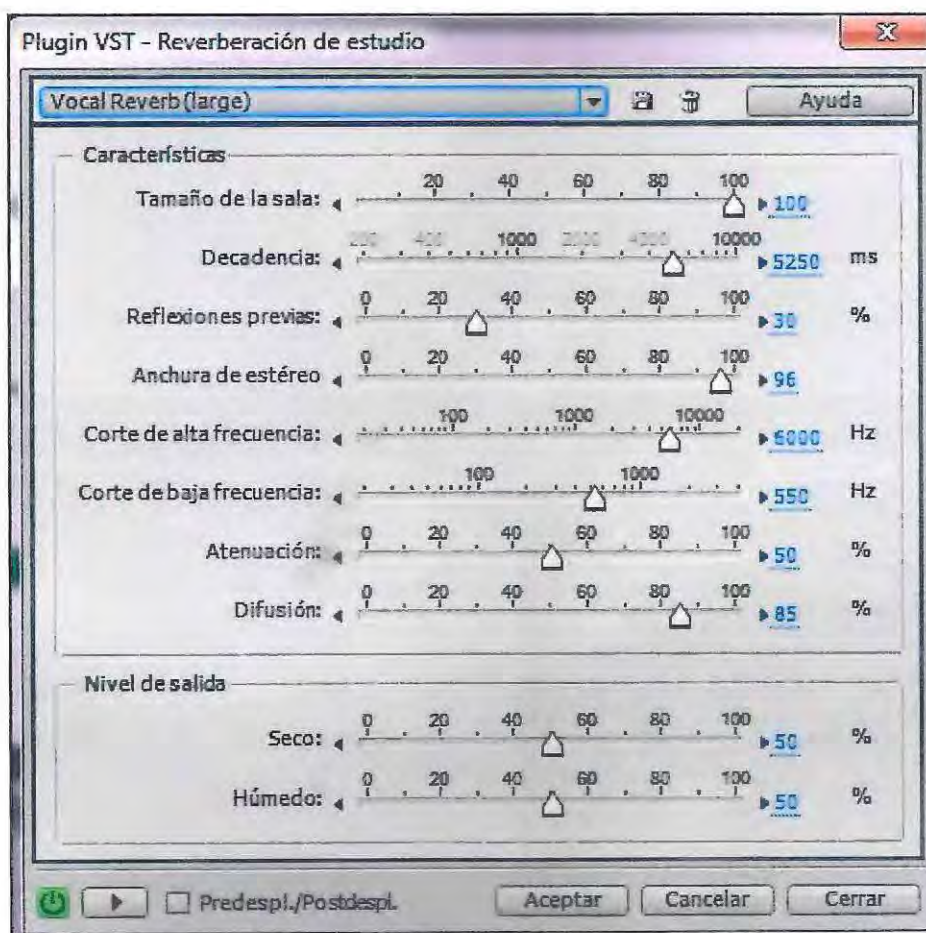 Plugin VST - Reverberación de estudio
Vocal Reverb (large) Ayuda
Características
20 40 60 80 100
Tamaño de la sala: 100
200 400 1000 2000 4000 10000
Decadencia: 5250 ms
0 20 40 60 80 100
Reflexiones previas: 30 %
0 20 40 60 80 100
Anchura de estéreo 96
100 1000 10000
Corte de alta frecuencia: 6000 Hz
100 1000
Corte de baja frecuencia: 550 Hz
0 20 40 60 80 100
Atenuación: 50 %
0 20 40 60 80 100
Difusión: 85 %
Nivel de salida
0 20 40 60 80 100
Seco: 50 %
0 20 40 60 80 100
Húmedo: 50 %
Predespl./Postdespl. Aceptar Cancelar Cerrar